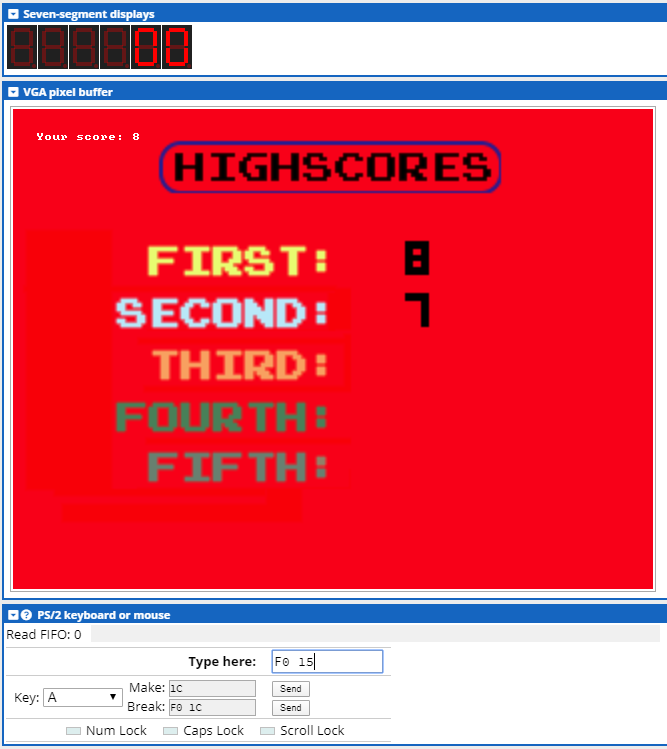 Seven-segment displays
00
VGA pixel buffer
Your score: 8
HIGHSCORES
FIRST: 8
SECOND: 7
THIRD:
FOURTH:
FIFTH:
PS/2 keyboard or mouse
Read FIFO: 0
Type here: F0 15
Key: A Make: 1C Send
Break: F0 1C Send
Num Lock Caps Lock Scroll Lock